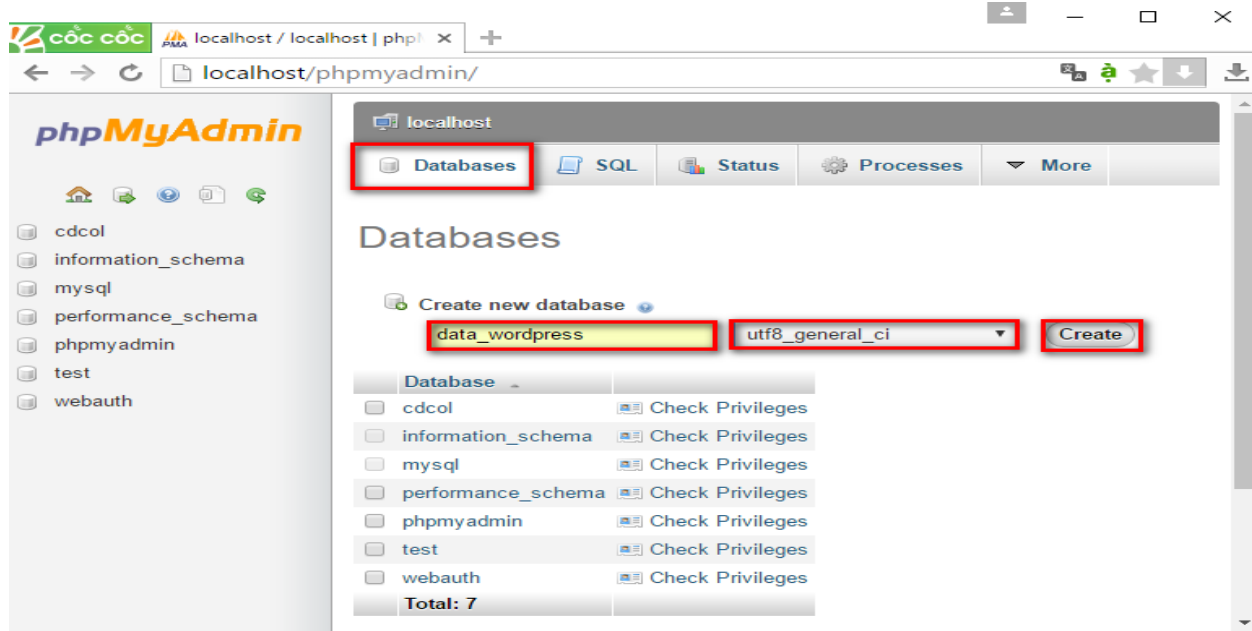 cốc cốc localhost / localhost | phpM
localhost/phpmyadmin/
phpMyAdmin
cdcol
information_schema
mysql
performance_schema
phpmyadmin
test
webauth
localhost
Databases SQL Status Processes More
Databases
Create new database
data_wordpress utf8_general_ci Create
Database
cdcol Check Privileges
information_schema Check Privileges
mysql Check Privileges
performance_schema Check Privileges
phpmyadmin Check Privileges
test Check Privileges
webauth Check Privileges
Total: 7